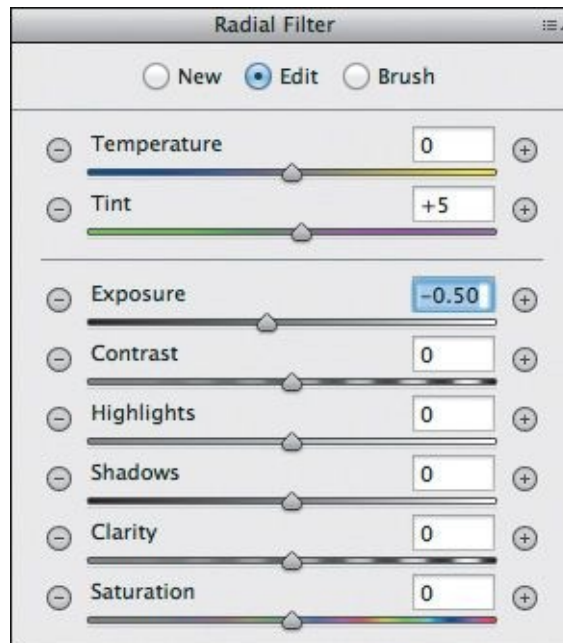 Radial Filter
New Edit Brush
Temperature 0
Tint +5
Exposure -0.50
Contrast 0
Highlights 0
Shadows 0
Clarity 0
Saturation 0